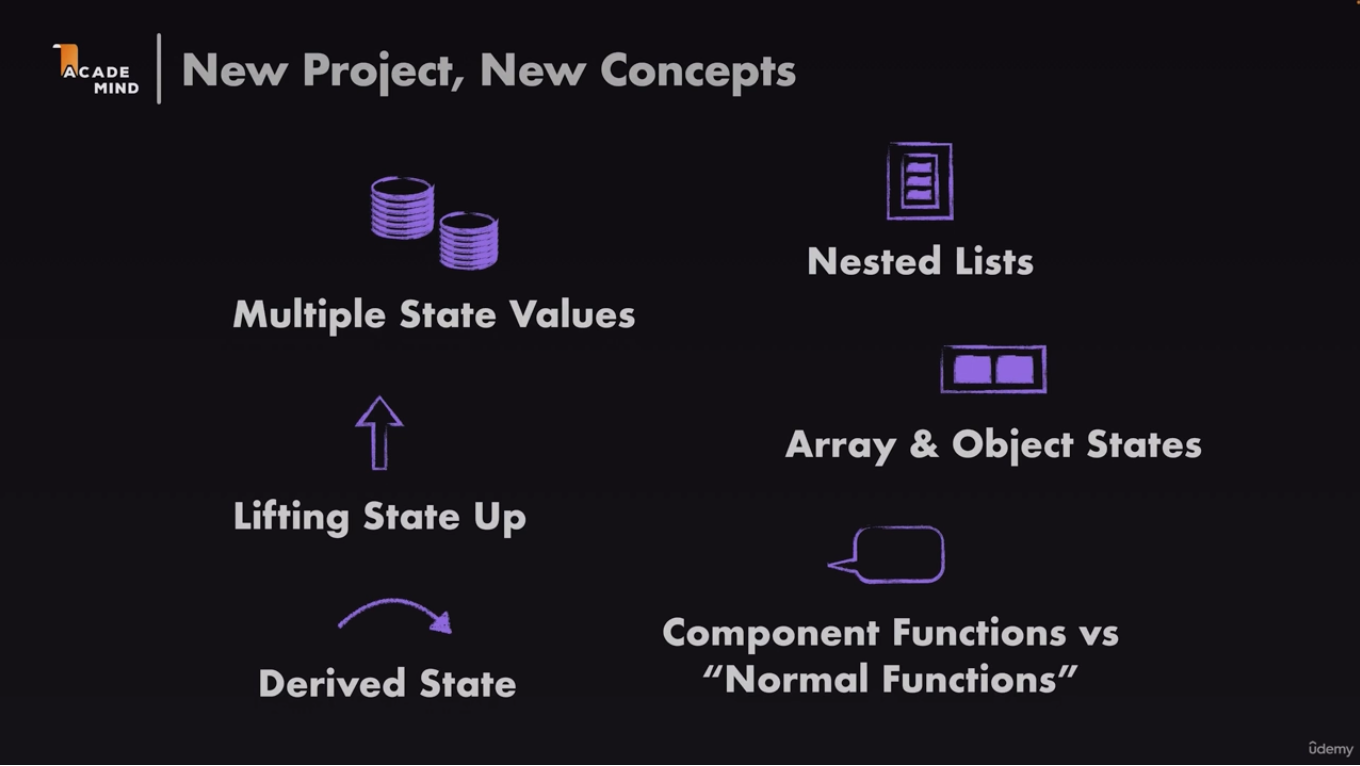 ACADE
MIND
New Project, New Concepts
Multiple State Values
Nested Lists
Lifting State Up
Array & Object States
Derived State
Component Functions vs
“Normal Functions”
ûdemy